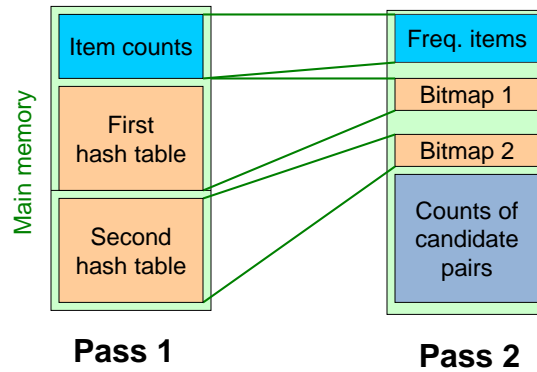 Main memory
Item counts
First
hash table
Second
hash table
Pass 1
Freq. items
Bitmap 1
Bitmap 2
Counts of
candidate
pairs
Pass 2